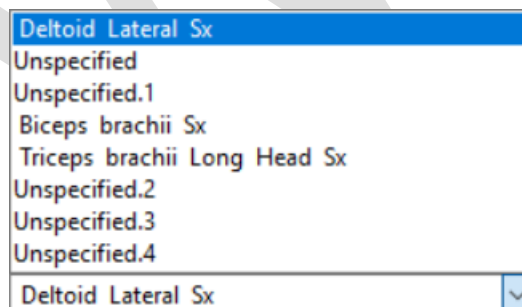 Deltoid Lateral Sx
Unspecified
Unspecified.1
Biceps brachii Sx
Triceps brachii Long Head Sx
Unspecified.2
Unspecified.3
Unspecified.4
Deltoid Lateral Sx